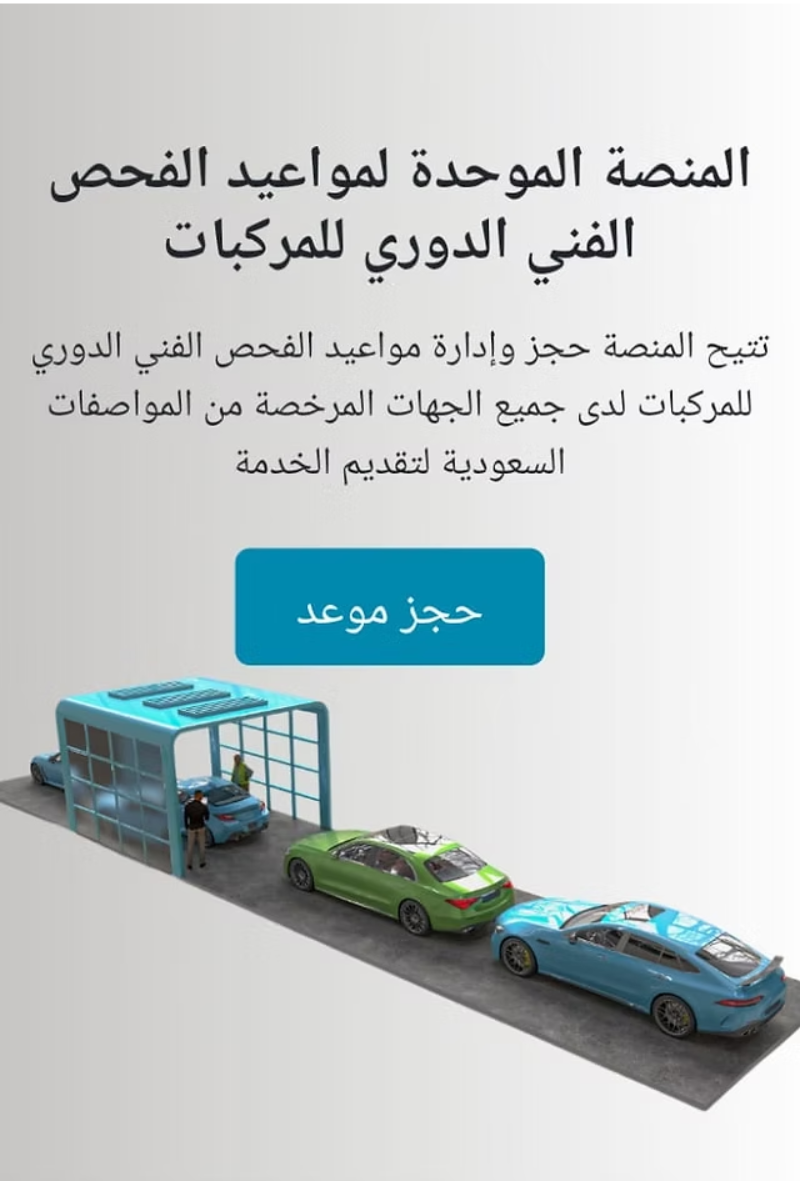 المنصة الموحدة لمواعيد الفحص
الفني الدوري للمركبات
تتيح المنصة حجز وإدارة مواعيد الفحص الفني الدوري
للمركبات لدى جميع الجهات المرخصة من المواصفات
السعودية لتقديم الخدمة
حجز موعد